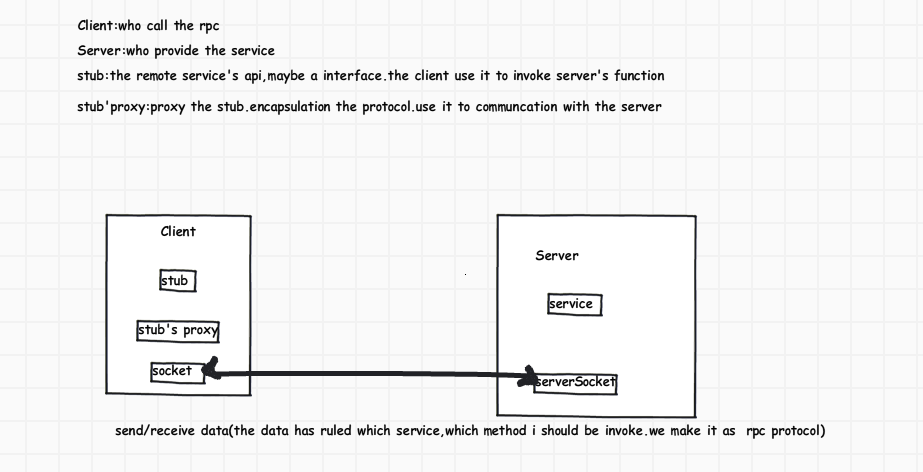 Client:who call the rpc
Server:who provide the service
stub:the remote service's api,maybe a interface.the client use it to invoke server's function
stub'proxy:proxy the stub.encapsulation the protocol.use it to communcation with the server
Client
Server
stub
service
stub's proxy
socket
serverSocket
send/receive data(the data has ruled which service,which method i should be invoke.we make it as rpc protocol)